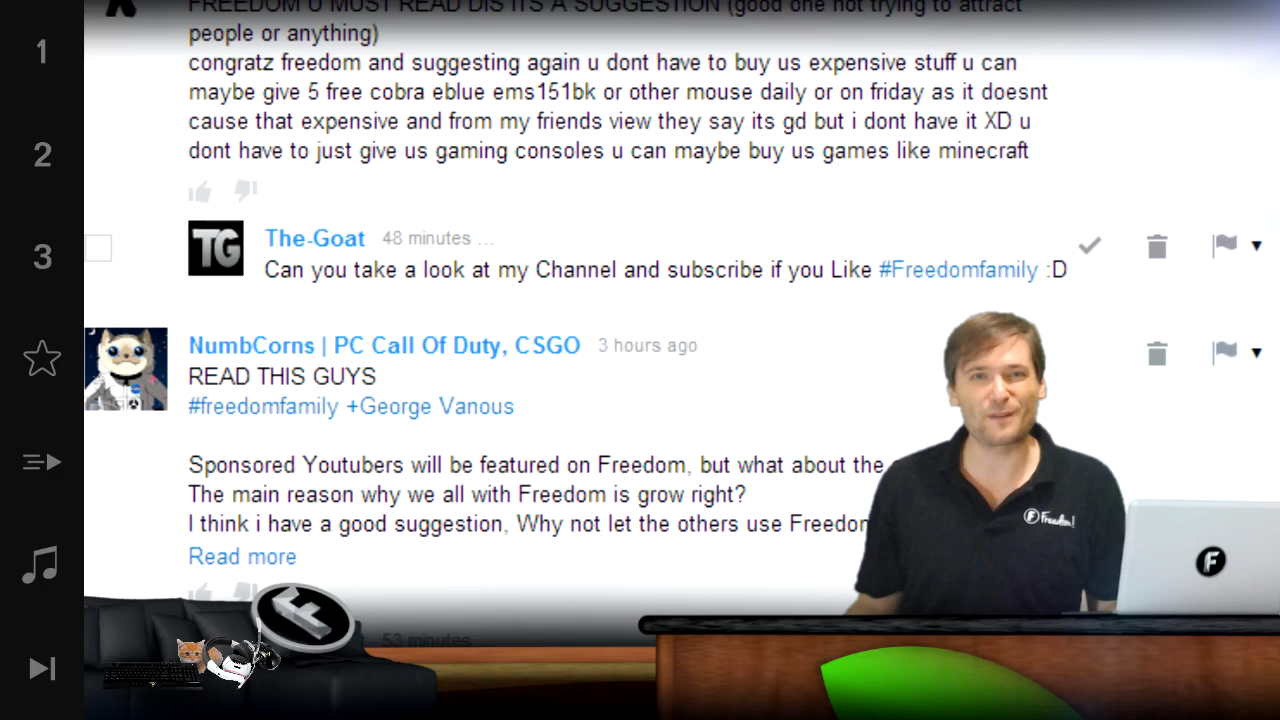 FREEDOM U MUST READ DIS ITS A SUGGESTION (good one not trying to attract
people or anything)
congratz freedom and suggesting again u dont have to buy us expensive stuff u can
maybe give 5 free cobra eblue ems151bk or other mouse daily or on friday as it doesnt
cause that expensive and from my friends view they say its gd but i dont have it XD u
dont have to just give us gaming consoles u can maybe buy us games like minecraft
TG
The-Goat 48 minutes ...
Can you take a look at my Channel and subscribe if you Like #Freedomfamily :D
NumbCorns | PC Call Of Duty, CSGO 3 hours ago
READ THIS GUYS
#freedomfamily +George Vanous
Sponsored Youtubers will be featured on Freedom, but what about the
The main reason why we all with Freedom is grow right?
I think i have a good suggestion, Why not let the others use Freedom
Read more
53 minutes
1
2
3
F Freedom!
F
F